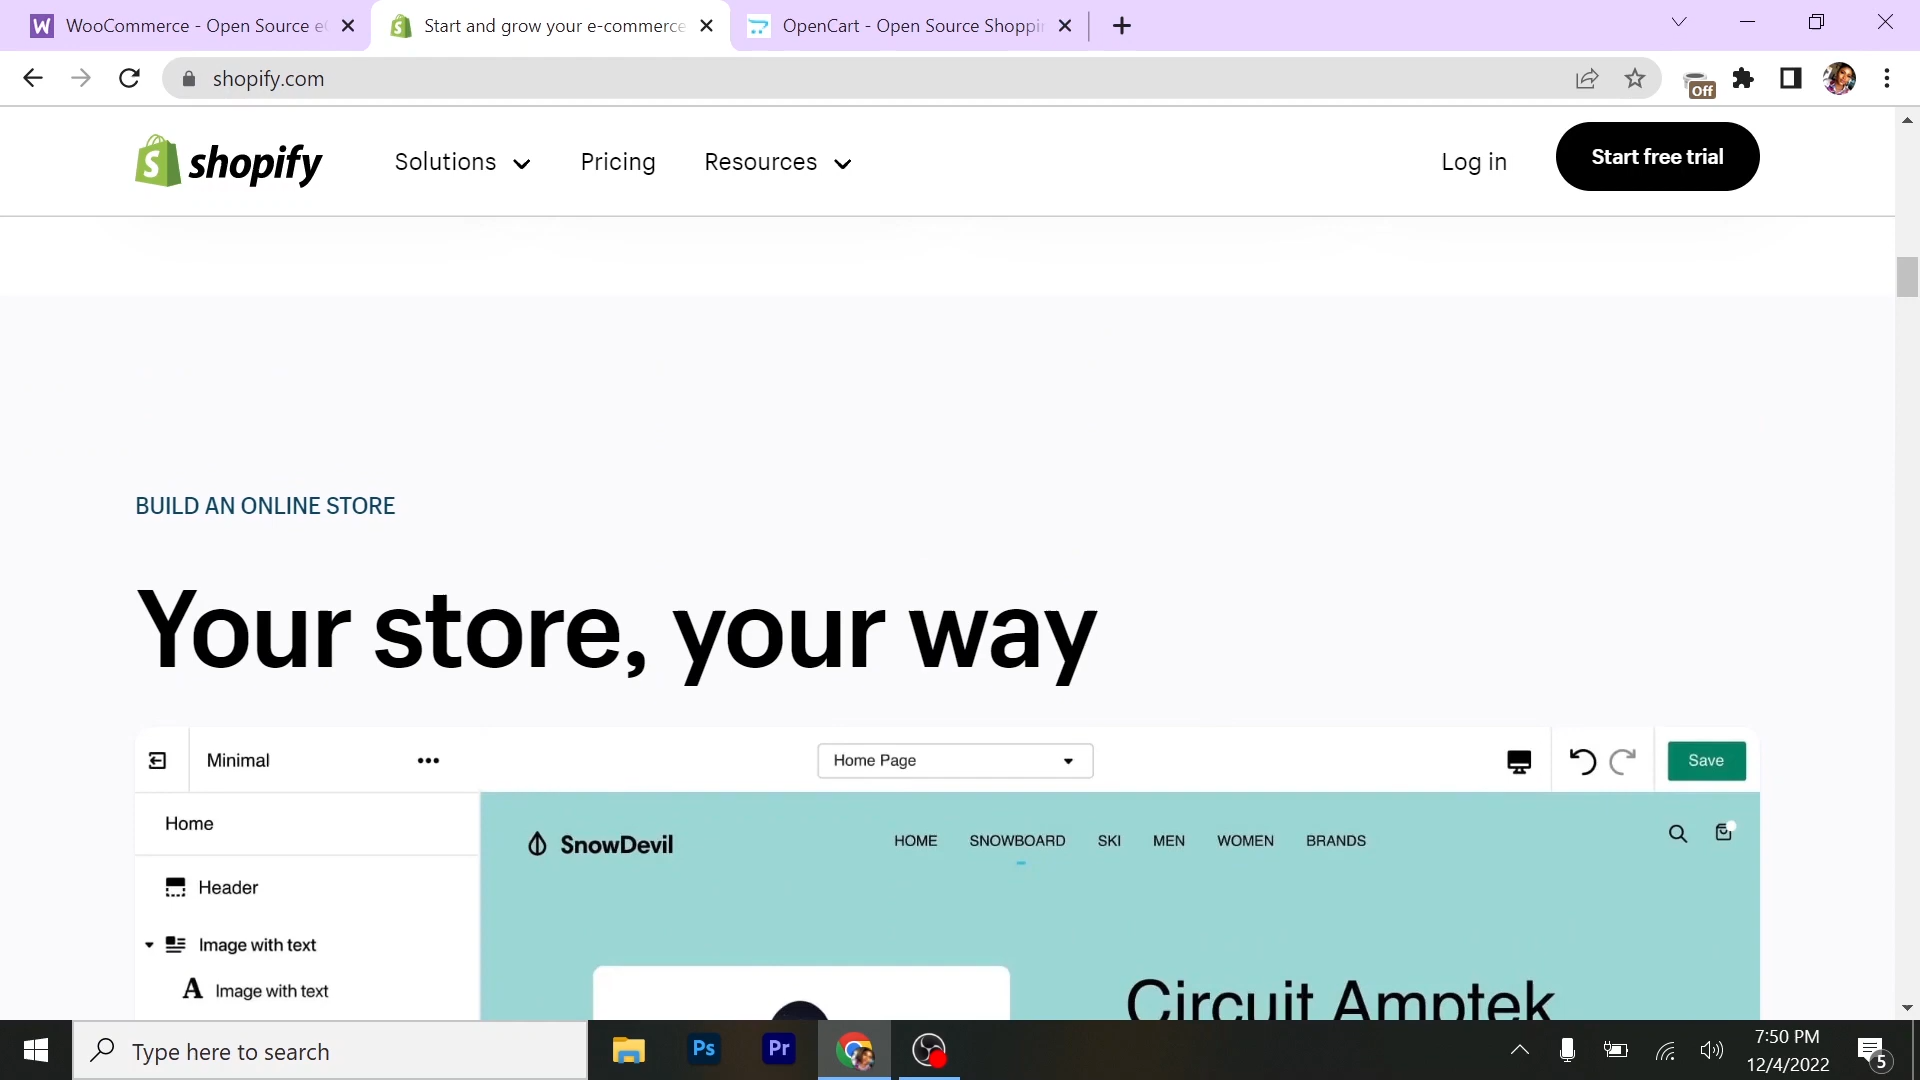 WooCommerce - Open Source e
Start and grow your e-commerce
OpenCart - Open Source Shoppin
shopify.com
Off
shopify
Solutions
Pricing
Resources
Log in
Start free trial
BUILD AN ONLINE STORE
Your store, your way
Minimal
Home Page
Save
Home
SnowDevil
HOME
SNOWBOARD
SKI
MEN
WOMEN
BRANDS
Header
Image with text
A Image with text
Circuit Amptek
Type here to search
Ps
Pr
7:50 PM
12/4/2022
5